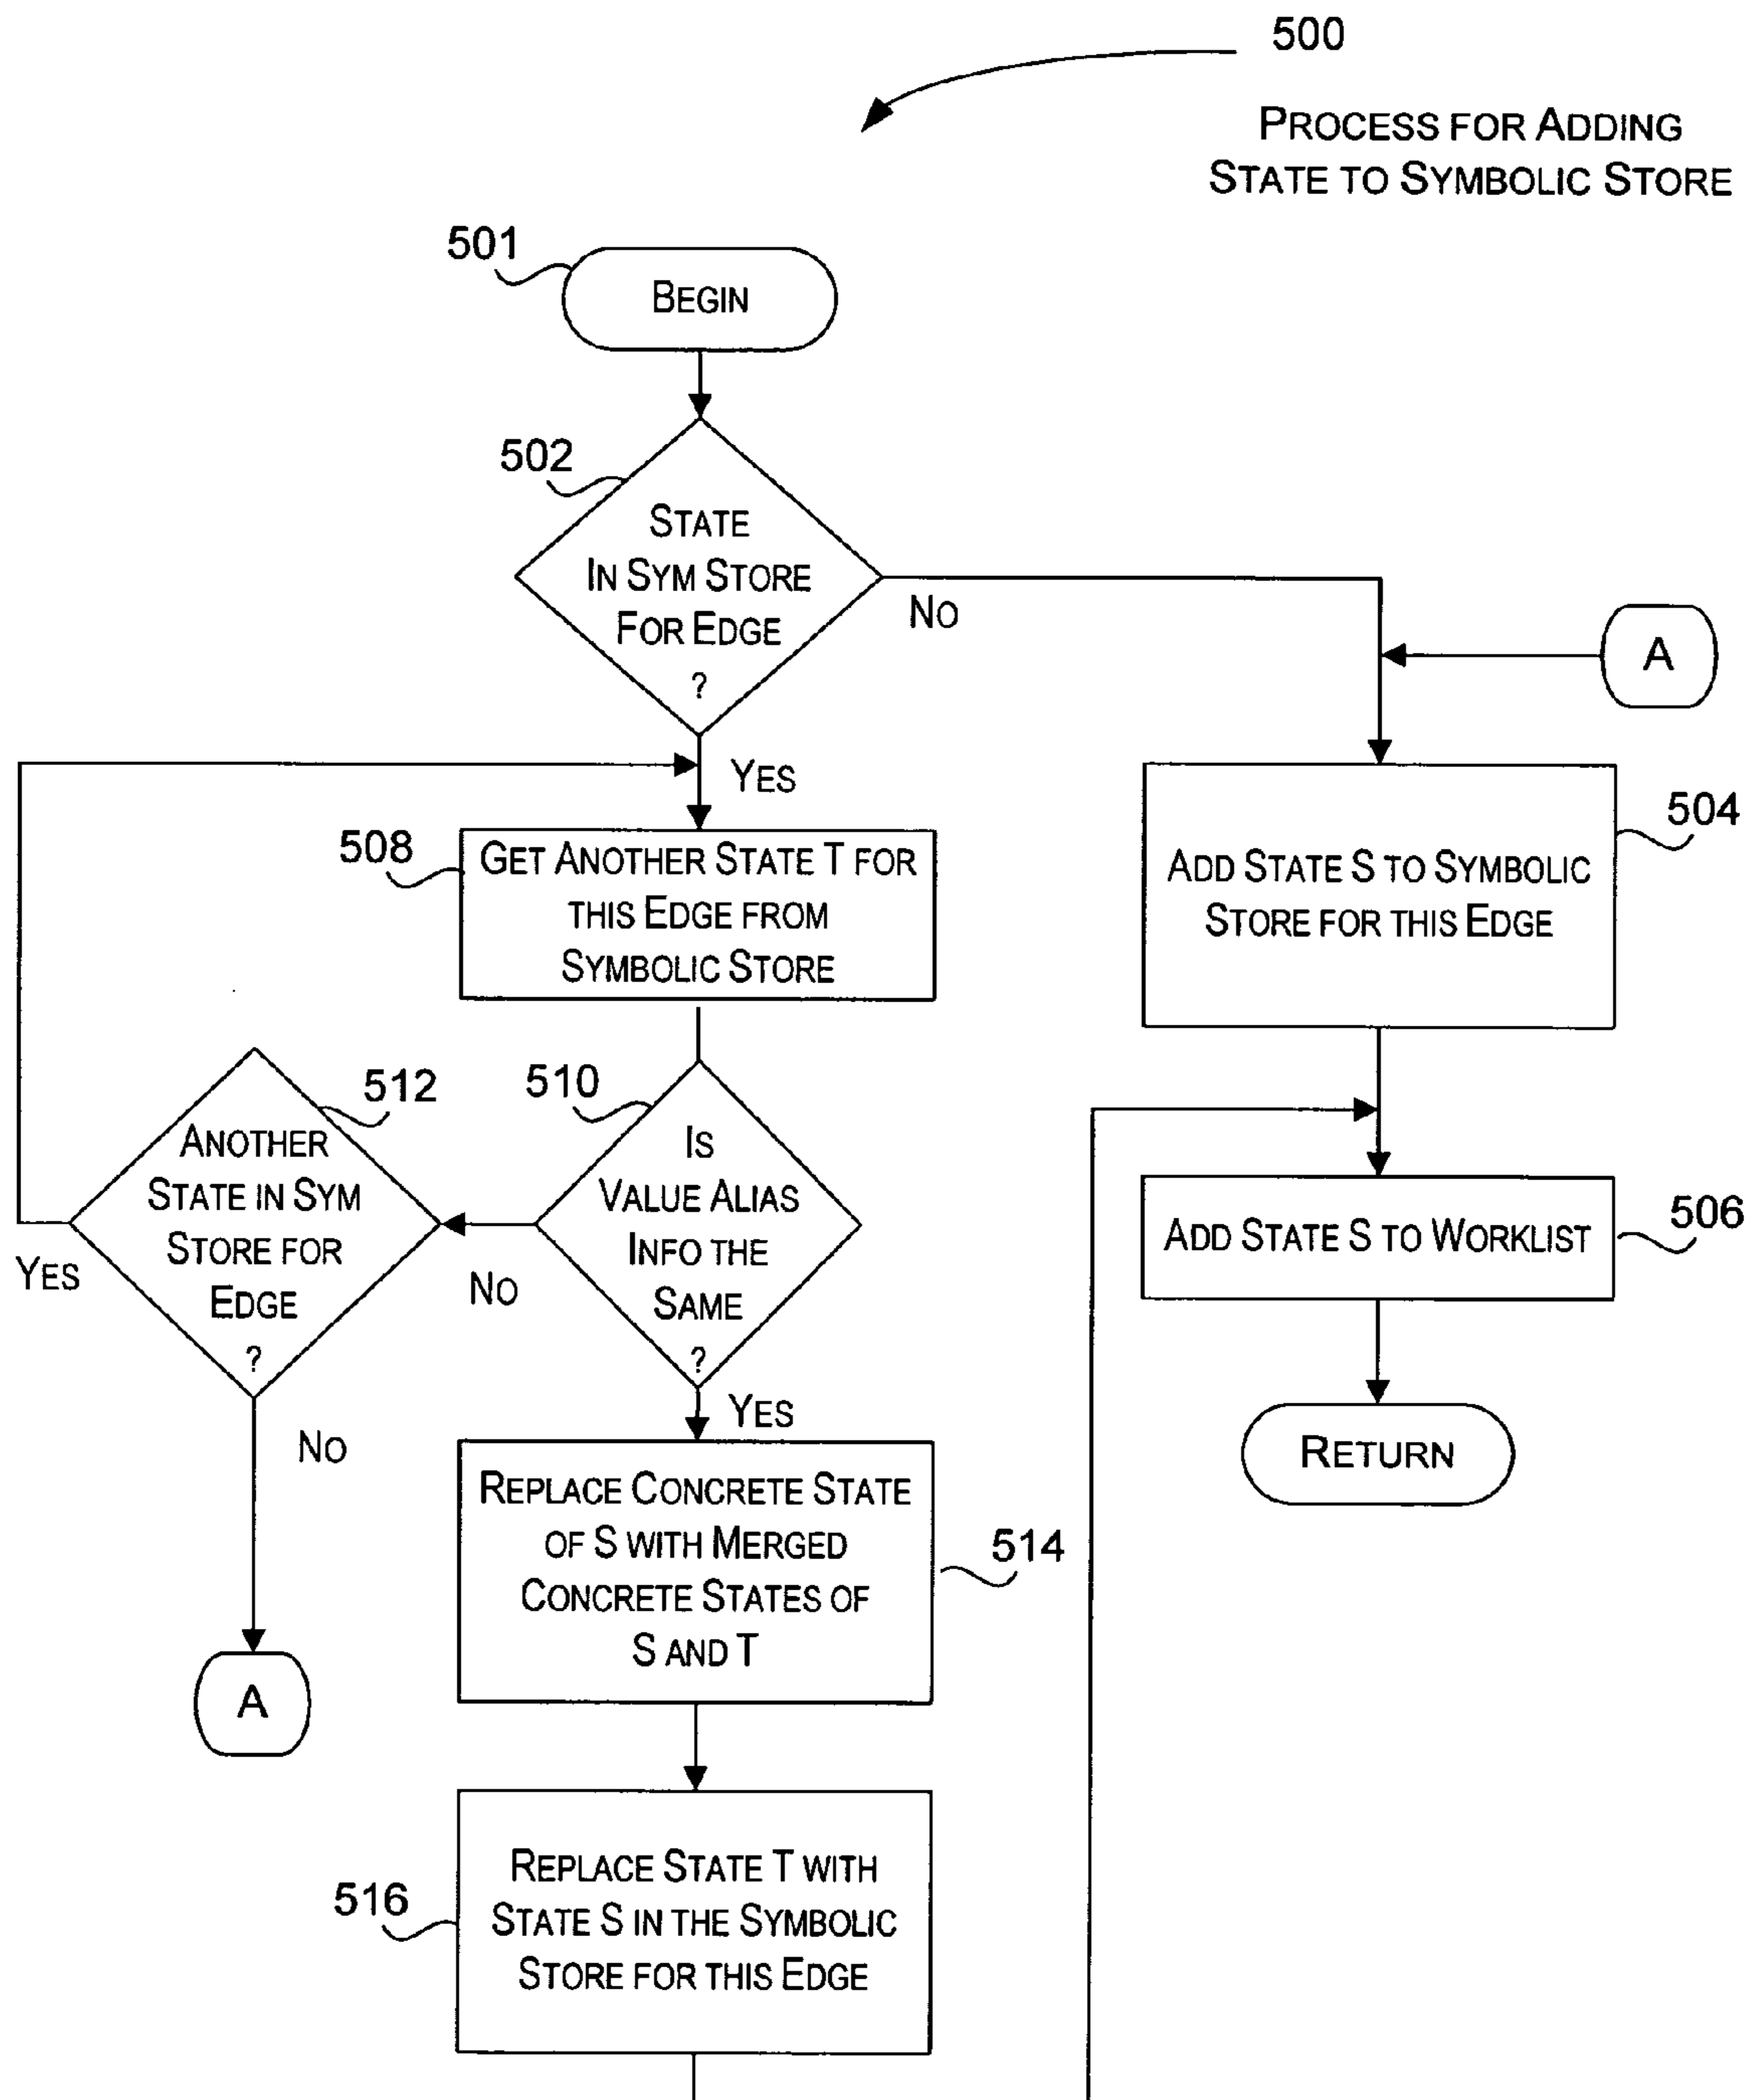 500
PROCESS FOR ADDING
STATE TO SYMBOLIC STORE
501
BEGIN
502
STATE
IN SYM STORE
FOR EDGE
?
NO
A
YES
504
ADD STATE S TO SYMBOLIC
STORE FOR THIS EDGE
508
GET ANOTHER STATE T FOR
THIS EDGE FROM
SYMBOLIC STORE
512
ANOTHER
STATE IN SYM
STORE FOR
EDGE
?
YES
NO
510
IS
VALUE ALIAS
INFO THE
SAME
?
NO
YES
506
ADD STATE S TO WORKLIST
RETURN
514
REPLACE CONCRETE STATE
OF S WITH MERGED
CONCRETE STATES OF
S AND T
A
516
REPLACE STATE T WITH
STATE S IN THE SYMBOLIC
STORE FOR THIS EDGE